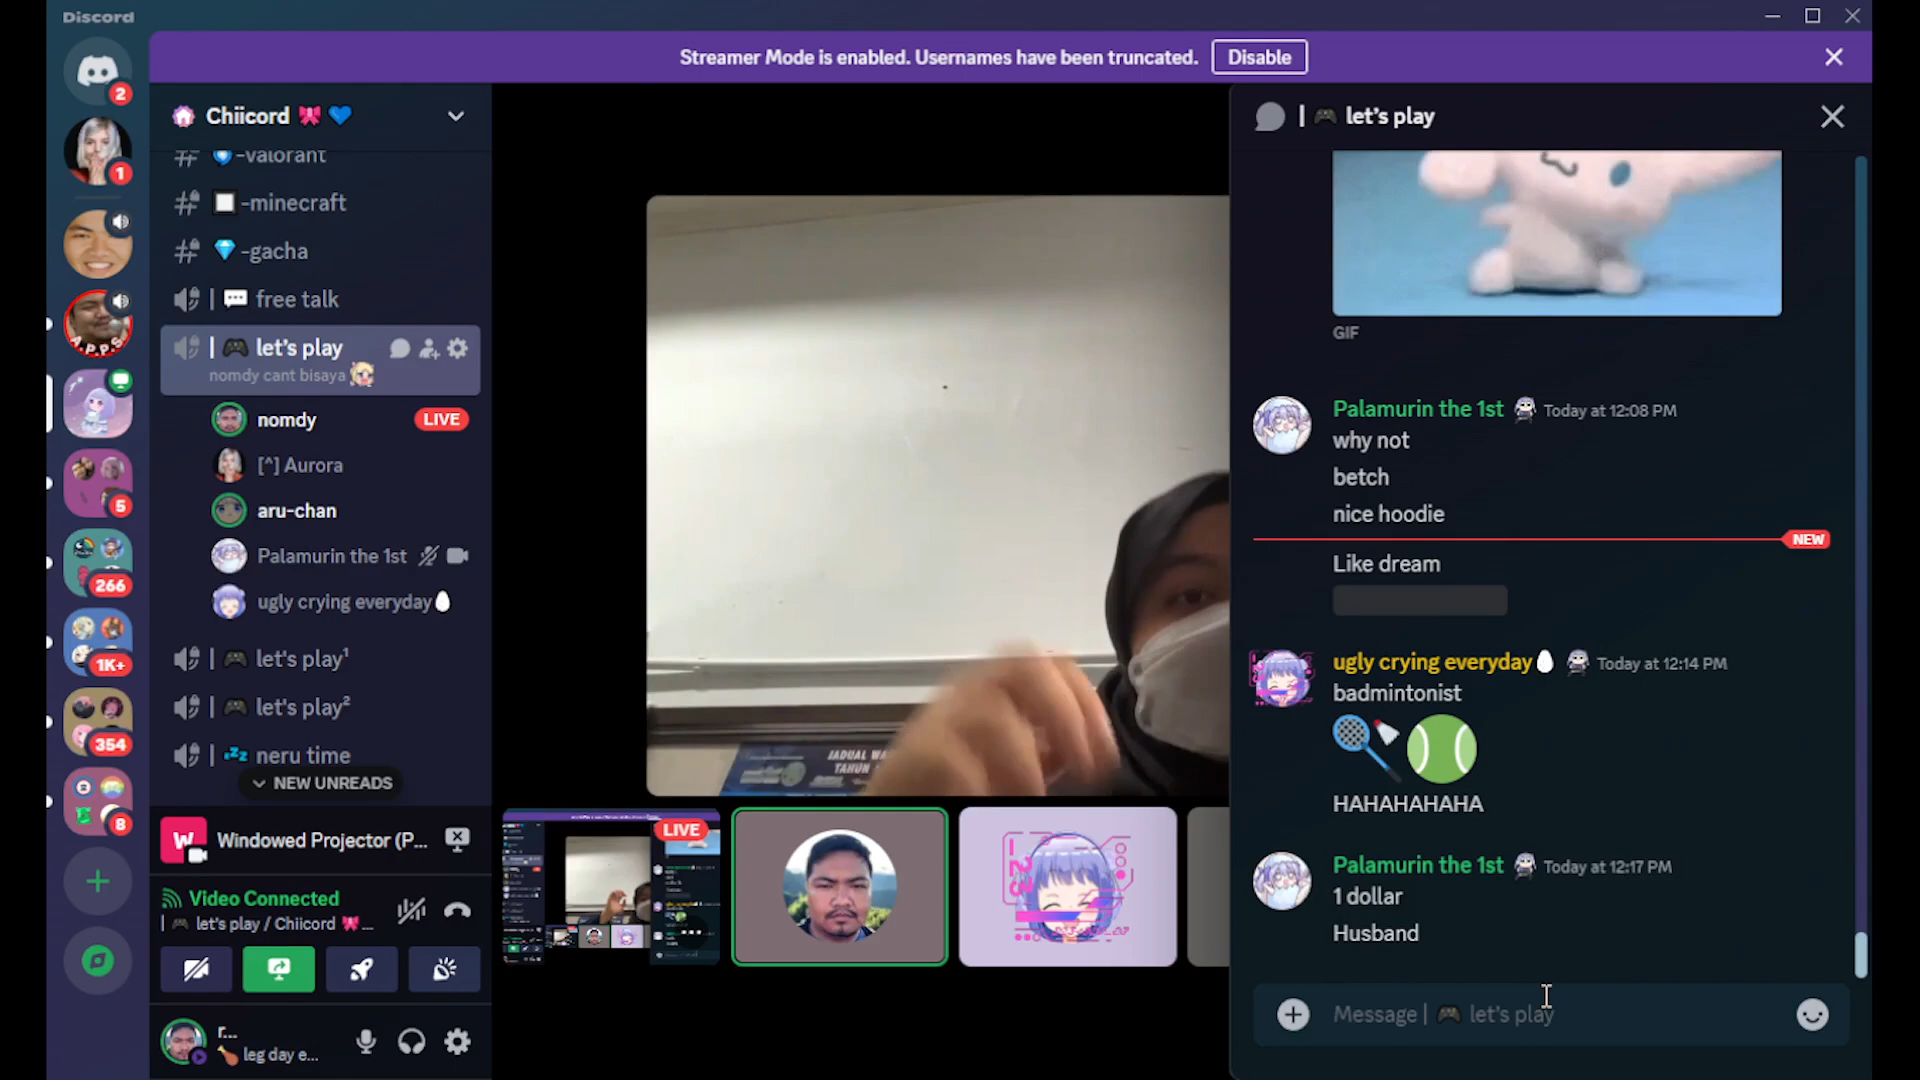 Discord
Streamer Mode is enabled. Usernames have been truncated.
Disable
2
1
5
266
1K+
354
8
Chiicord
-valorant
-minecraft
-gacha
| free talk
| let's play
nomdy cant bisaya
nomdy
LIVE
[^] Aurora
aru-chan
Palamurin the 1st
ugly crying everyday
| let's play¹
| let's play²
| neru time
NEW UNREADS
W
Windowed Projector (P...
Video Connected
| let's play / Chiicord ...
r...
leg day e...
A.P.P.S
JADUAL WA
TAHUN
LIVE
123
| let's play
GIF
Palamurin the 1st Today at 12:08 PM
why not
betch
nice hoodie
NEW
Like dream
ugly crying everyday Today at 12:14 PM
badmintonist
HAHAHAHAHA
Palamurin the 1st Today at 12:17 PM
1 dollar
Husband
Message | let's play